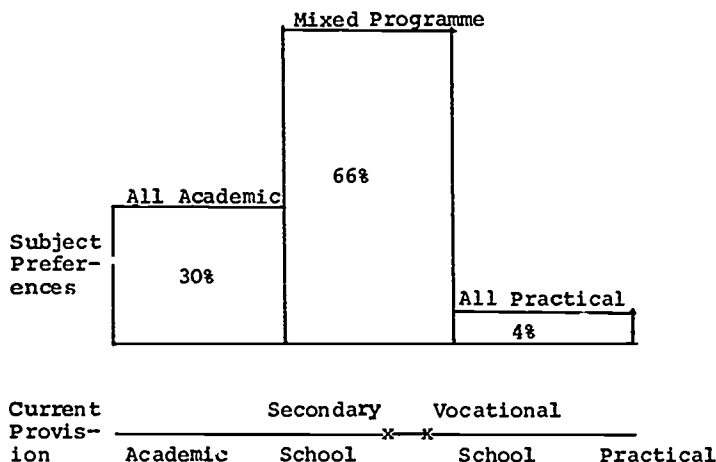 Mixed Programme
66%
All Academic
Subject
Prefer-
ences
30%
All Practical
4%
Current Secondary Vocational
Provis- x x
ion Academic School School Practical